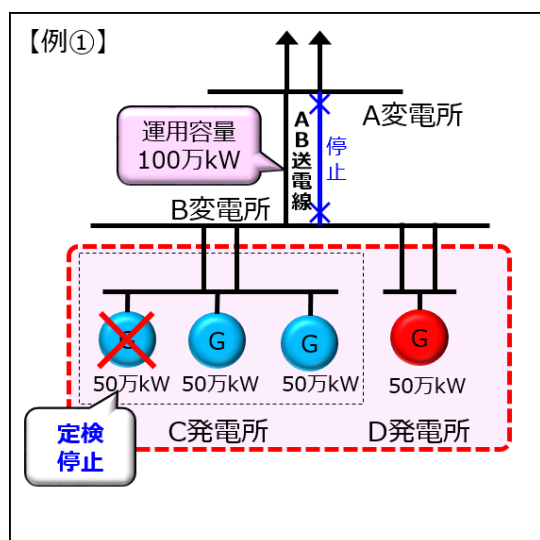 【例①】
A変電所
運用容量
100万kW
AB送電線
停止
B変電所
G
G
G
G
50万kW
50万kW
50万kW
50万kW
定検
停止
C発電所
D発電所